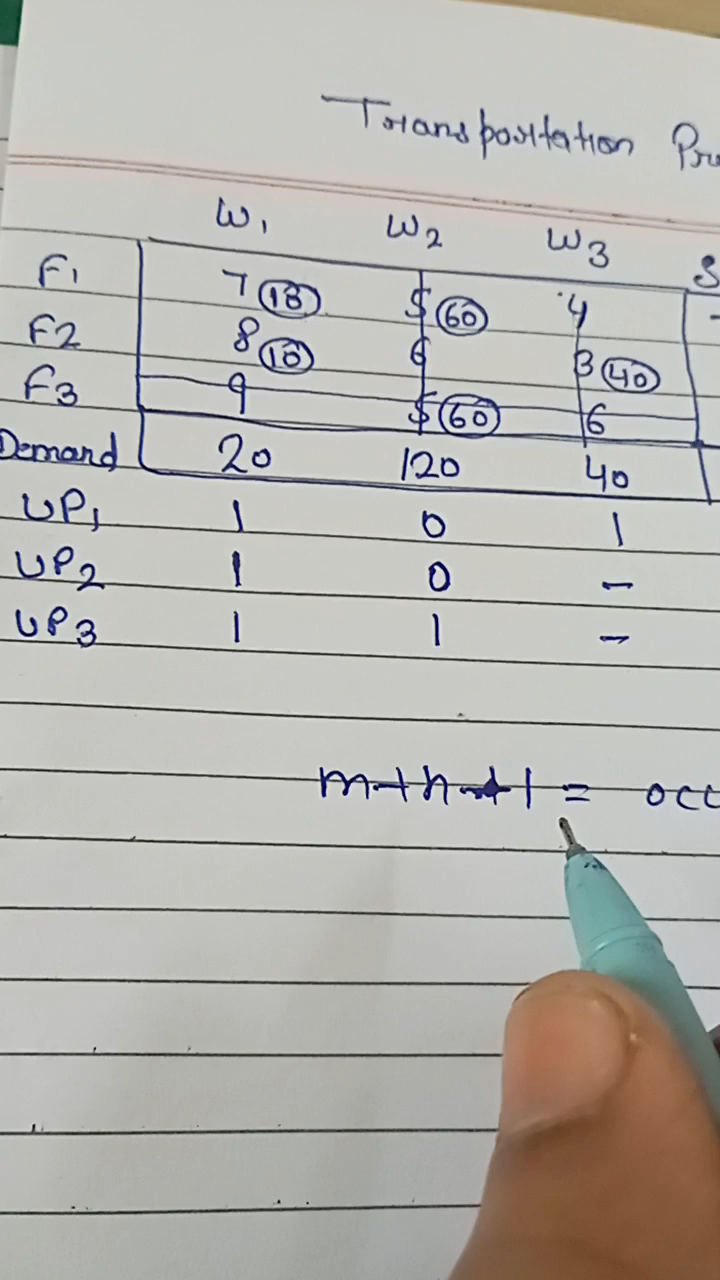 Transportation
W1 W2 W3 S
F1 7 (18) 5 (60) 4
F2 8 (10) 6 3 (40)
F3 9 5 (60) 6
Demand 20 120 40
UP1 1 0 1
UP2 1 0 -
UP3 1 1 -
m+n+1 = occ